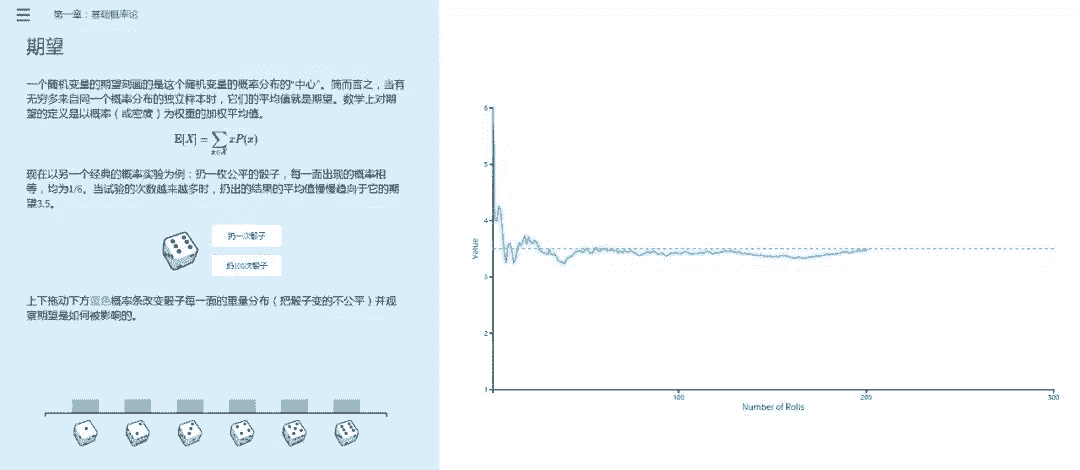 第一章：基础概率论
期望
一个随机变量的期望刻画的是这个随机变量的概率分布的“中心”。简而言之，当有
无穷多来自同一个概率分布的独立样本时，它们的平均值就是期望。数学上对期
望的定义是以概率（或密度）为权重的加权平均值。
E[X] = ∑ xP(x)
x∈X
现在以另一个经典的概率实验为例：扔一枚公平的骰子，每一面出现的概率相
等，均为1/6。当试验的次数越来越多时，扔出的结果的平均值慢慢趋向于它的期
望3.5。
扔一次骰子
扔100次骰子
上下拖动下方蓝色概率条改变骰子每一面的重量分布（把骰子变的不公平）并观
察期望是如何被影响的。
6
5
4
Value
3
2
1
100
200
300
Number of Rolls